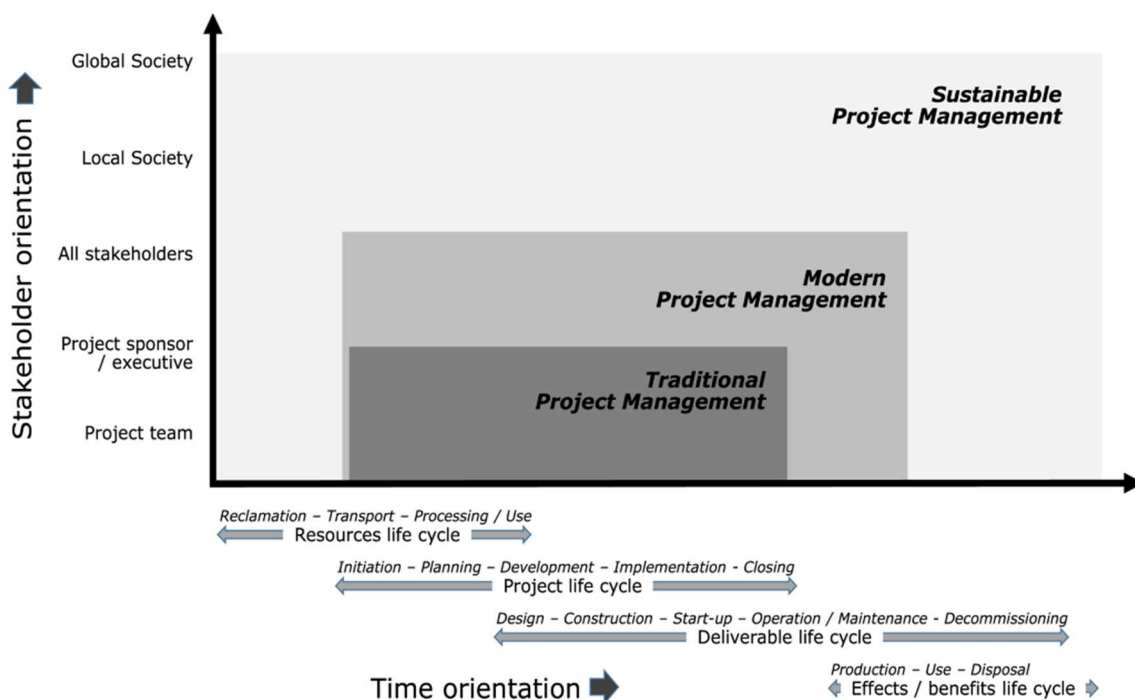 Stakeholder orientation
Global Society
Local Society
All stakeholders
Project sponsor
/ executive
Project team
Sustainable
Project Management
Modern
Project Management
Traditional
Project Management
Reclamation – Transport – Processing / Use
Resources life cycle
Initiation – Planning – Development – Implementation - Closing
Project life cycle
Design – Construction – Start-up – Operation / Maintenance - Decommissioning
Deliverable life cycle
Production – Use – Disposal
Effects / benefits life cycle
Time orientation